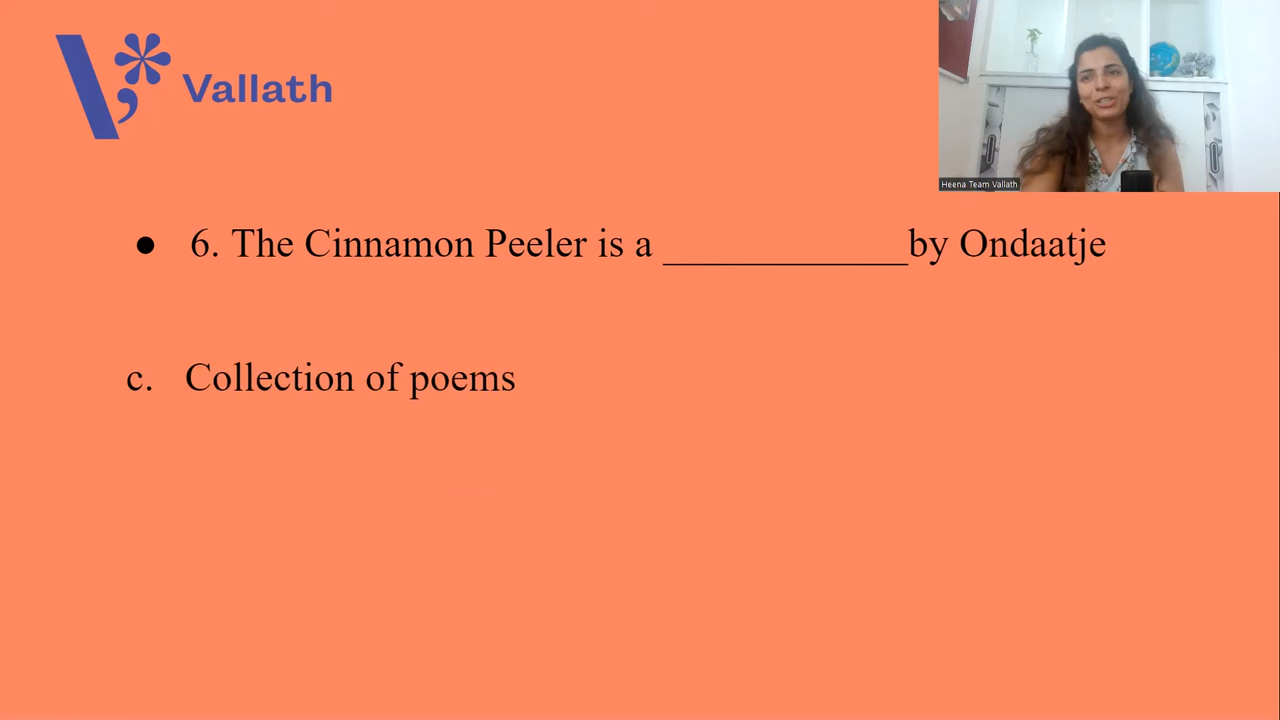 Vallath
Heena Team Vallath
● 6. The Cinnamon Peeler is a ____________by Ondaatje
c. Collection of poems